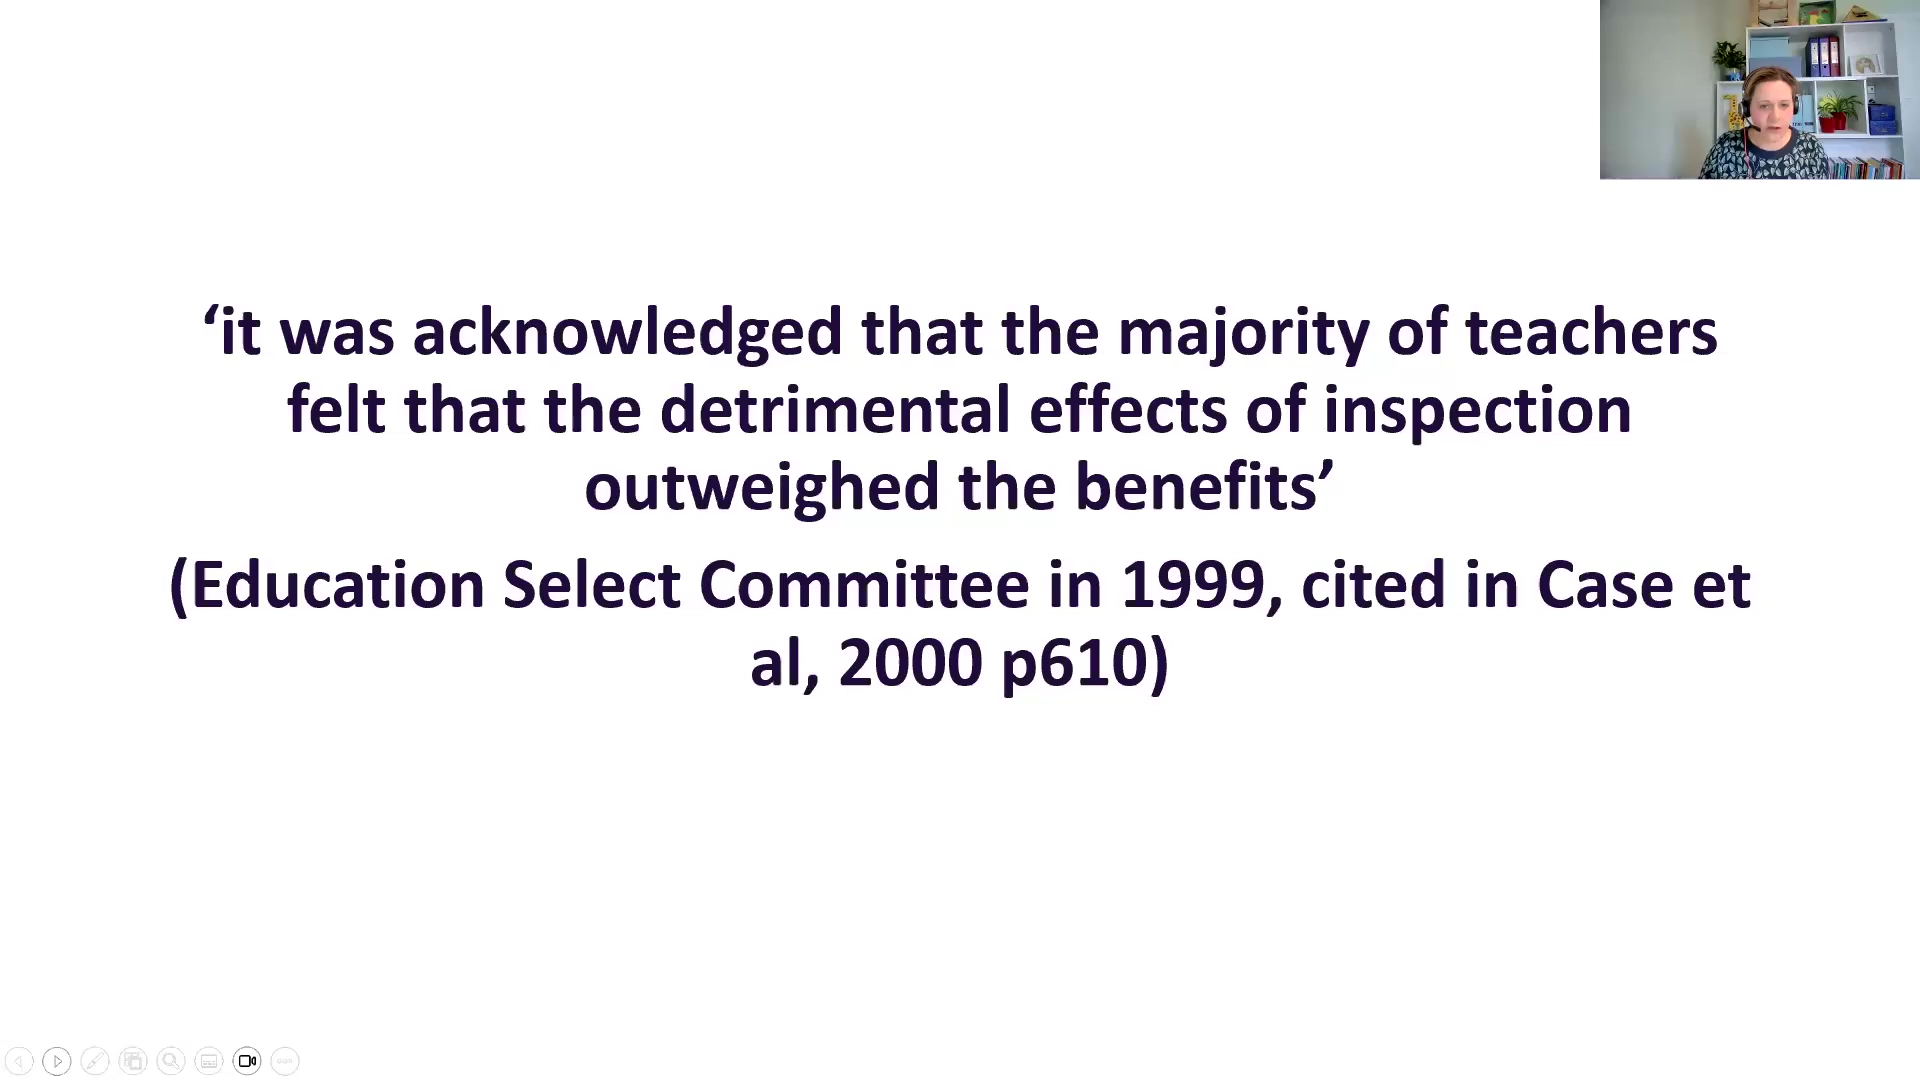 ‘it was acknowledged that the majority of teachers
felt that the detrimental effects of inspection
outweighed the benefits’
(Education Select Committee in 1999, cited in Case et
al, 2000 p610)